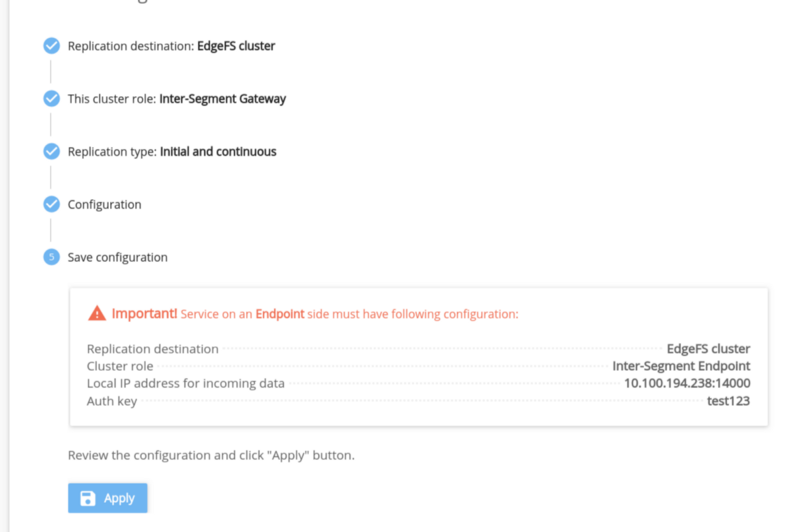 Replication destination: EdgeFS cluster
This cluster role: Inter-Segment Gateway
Replication type: Initial and continuous
Configuration
5 Save configuration
Important! Service on an Endpoint side must have following configuration:
Replication destination EdgeFS cluster
Cluster role Inter-Segment Endpoint
Local IP address for incoming data 10.100.194.238:14000
Auth key test123
Review the configuration and click "Apply" button.
Apply